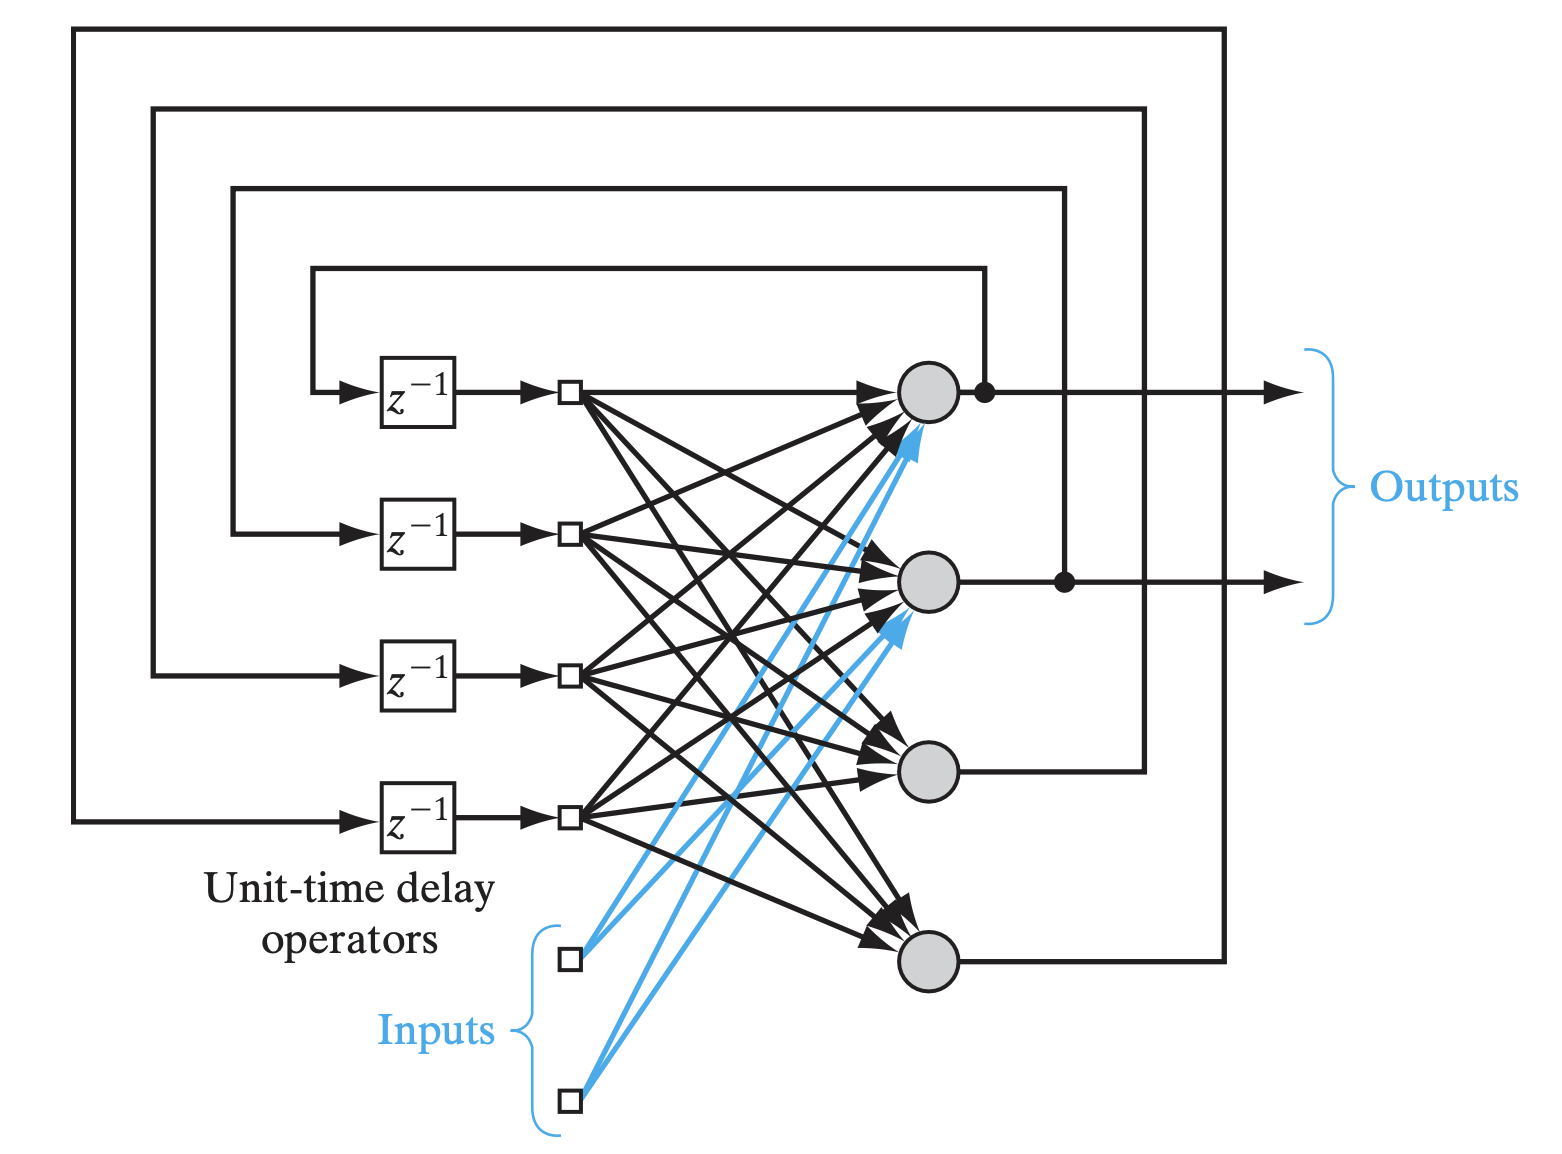 z⁻¹
z⁻¹
Outputs
z⁻¹
z⁻¹
Unit-time delay
operators
Inputs